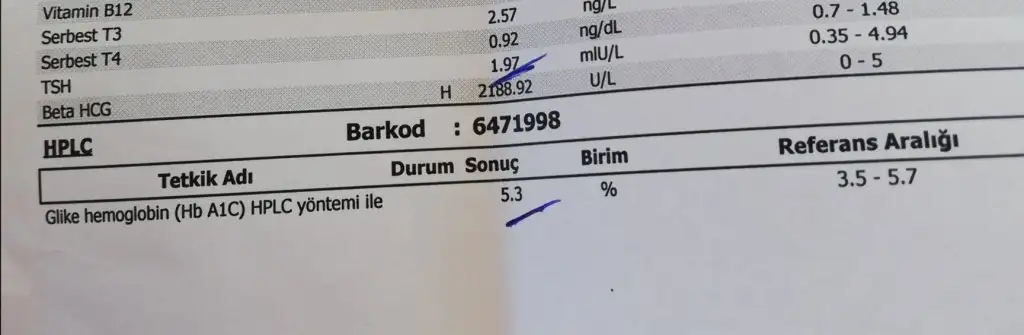 Vitamin B12 ng/L
Serbest T3 2.57 ng/dL 0.7 - 1.48
Serbest T4 0.92 mIU/L 0.35 - 4.94
TSH 1.97 U/L 0 - 5
Beta HCG H 2188.92
HPLC Barkod : 6471998
Tetkik Adı Durum Sonuç Birim Referans Aralığı
Glike hemoglobin (Hb A1C) HPLC yöntemi ile 5.3 % 3.5 - 5.7